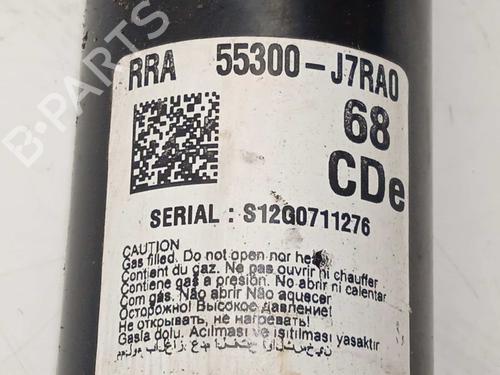 RRA 55300-J7RA0
68
CDe
SERIAL : S12G0711276
CAUTION
Gas filled. Do not open nor hea
Contient du gaz. Ne pas ouvrir ni chauffer
Contiene gas a presión. No abrir ni calentar
Com gás. Não abrir Não aquecer
Осторожно! Высокое давление!
Не открывать, не нагревать!
Gasla dolu. Açılması ve ısıtılması yasaktır
B-PARTS